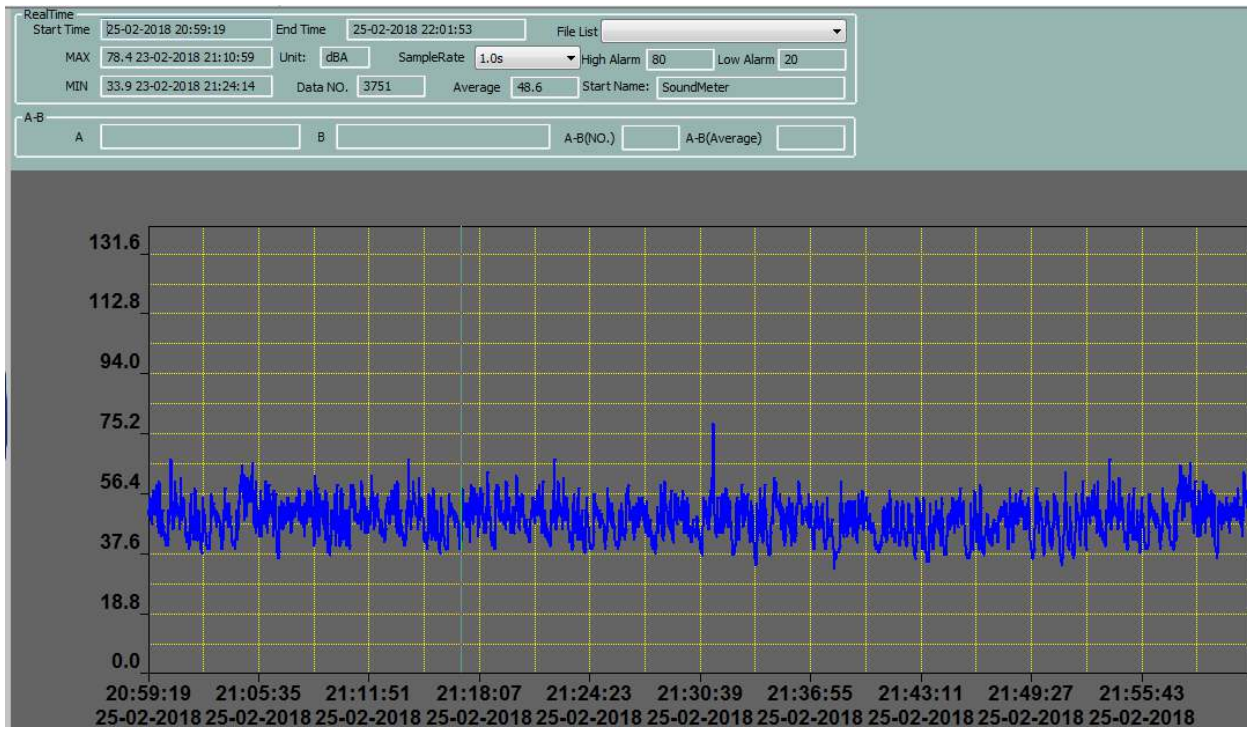 RealTime
Start Time 25-02-2018 20:59:19 End Time 25-02-2018 22:01:53 File List
MAX 78.4 23-02-2018 21:10:59 Unit: dBA SampleRate 1.0s High Alarm 80 Low Alarm 20
MIN 33.9 23-02-2018 21:24:14 Data NO. 3751 Average 48.6 Start Name: SoundMeter
A-B
A B A-B(NO.) A-B(Average)
131.6
112.8
94.0
75.2
56.4
37.6
18.8
0.0
20:59:19 21:05:35 21:11:51 21:18:07 21:24:23 21:30:39 21:36:55 21:43:11 21:49:27 21:55:43
25-02-2018 25-02-2018 25-02-2018 25-02-2018 25-02-2018 25-02-2018 25-02-2018 25-02-2018 25-02-2018 25-02-2018